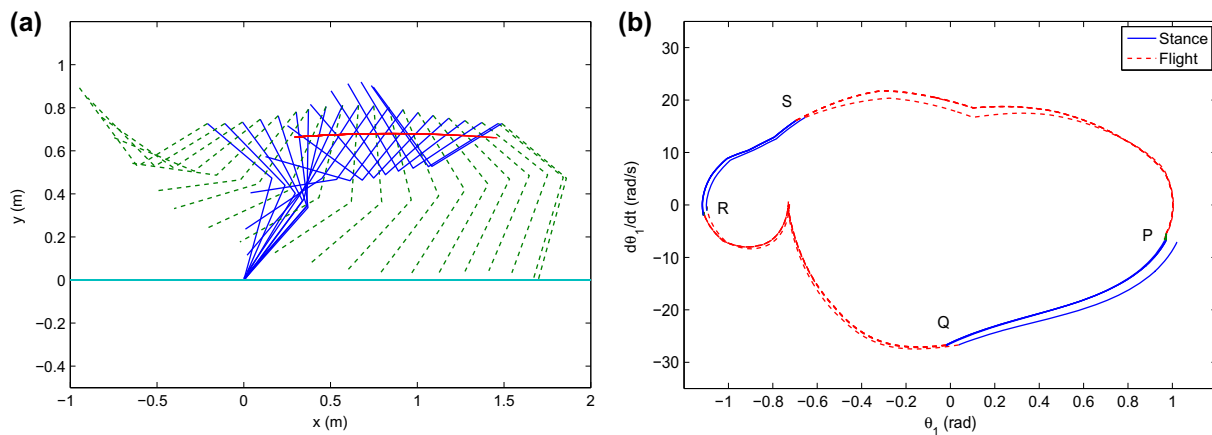 (a)
1
0.8
0.6
0.4
0.2
0
−0.2
−0.4
y (m)
−1
−0.5
0
0.5
1
1.5
2
x (m)
(b)
30
20
10
0
−10
−20
−30
dθ₁/dt (rad/s)
S
R
P
Q
Stance
Flight
−1
−0.8
−0.6
−0.4
−0.2
0
0.2
0.4
0.6
0.8
1
θ₁ (rad)